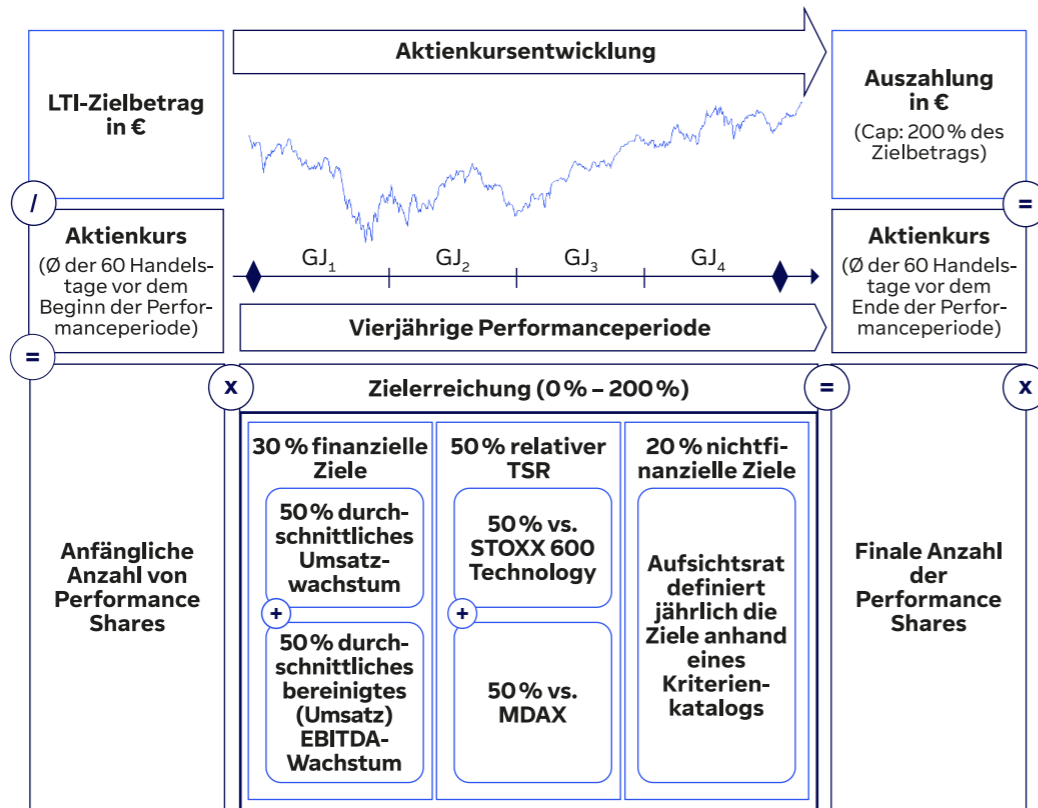 Aktienkursentwicklung
LTI-Zielbetrag
in €
Auszahlung
in €
(Cap: 200 % des
Zielbetrags)
/
=
Aktienkurs
(Ø der 60 Handels-
tage vor dem
Beginn der Perfor-
manceperiode)
GJ1
GJ2
GJ3
GJ4
Vierjährige Performanceperiode
Aktienkurs
(Ø der 60 Handels-
tage vor dem
Ende der Perfor-
manceperiode)
=
x
Zielerreichung (0 % – 200 %)
=
x
Anfängliche
Anzahl von
Performance
Shares
30 % finanzielle
Ziele
50 % durch-
schnittliches
Umsatz-
wachstum
+
50 % durch-
schnittliches
bereinigtes
(Umsatz)
EBITDA-
Wachstum
50 % relativer
TSR
50 % vs.
STOXX 600
Technology
+
50 % vs.
MDAX
20 % nichtfi-
nanzielle Ziele
Aufsichtsrat
definiert
jährlich die
Ziele anhand
eines
Kriterien-
katalogs
Finale Anzahl
der
Performance
Shares